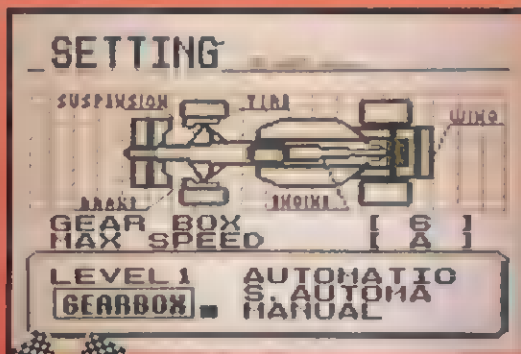 SETTING
SUSPENSION TIRE
WING
BRAKE ENGINE
GEAR BOX [ 6 ]
MAX SPEED [ A ]
LEVEL1 AUTOMATIC
GEARBOX S.AUTOMA
MANUAL